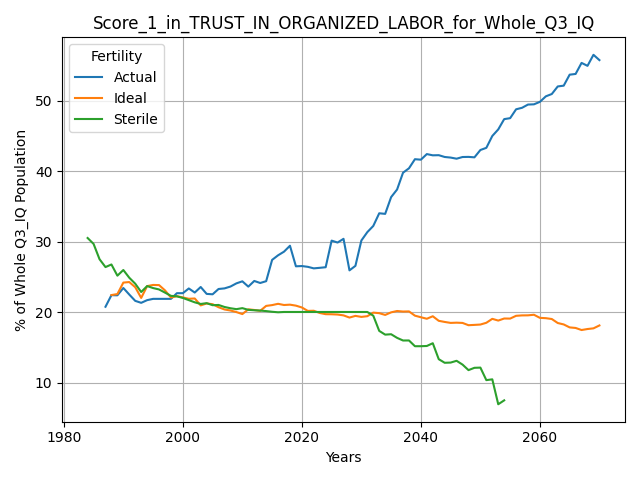 Score_1_in_TRUST_IN_ORGANIZED_LABOR_for_Whole_Q3_IQ
Fertility
Actual
Ideal
Sterile
% of Whole Q3_IQ Population
50
40
30
20
10
1980 2000 2020 2040 2060
Years